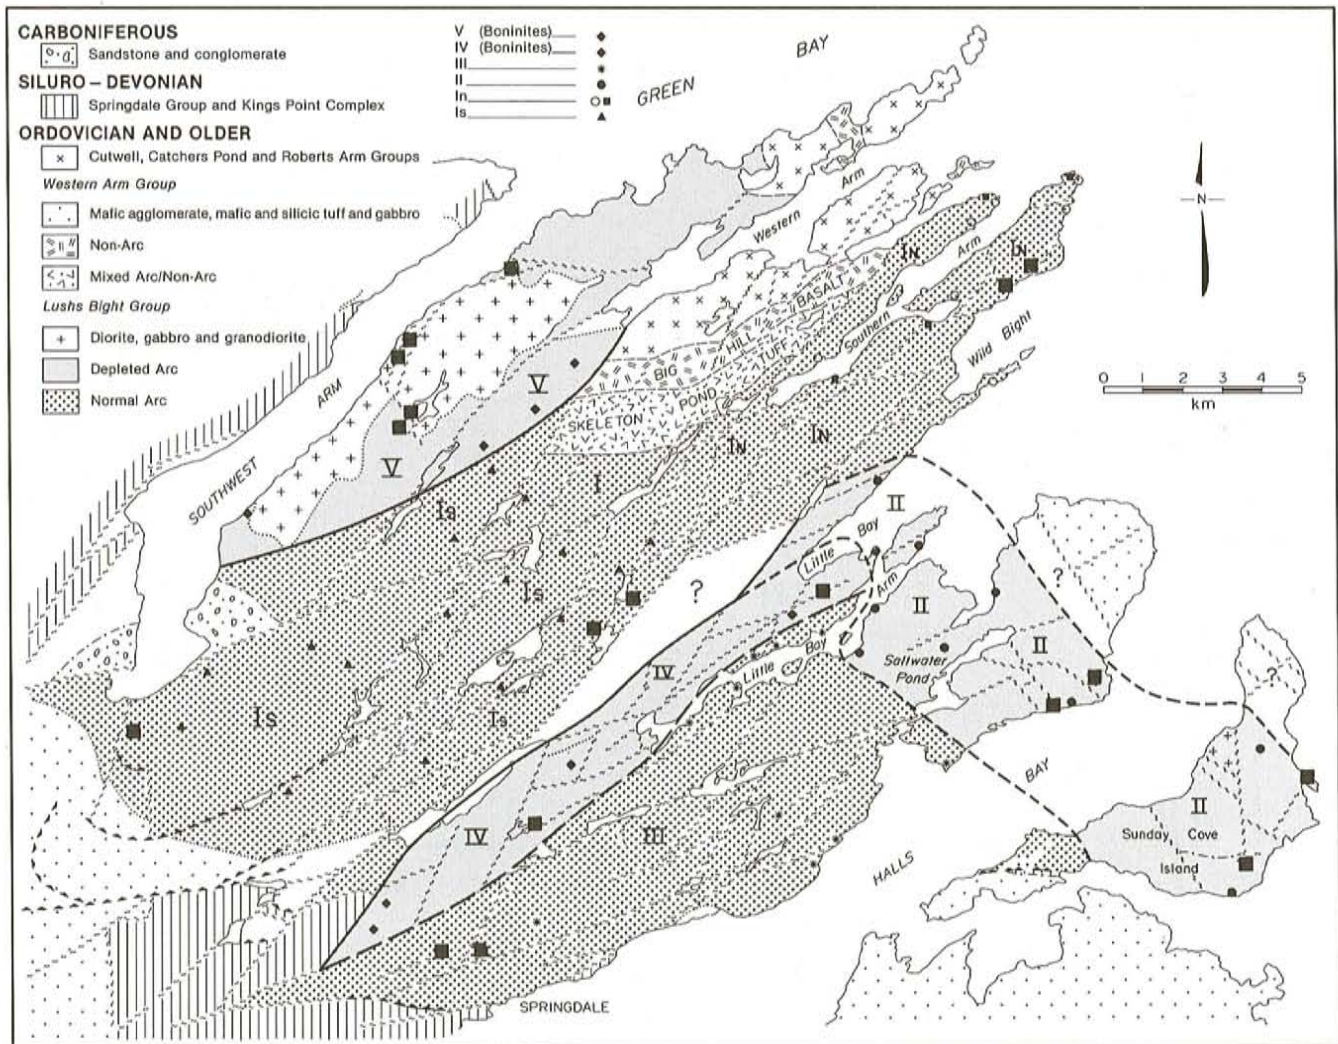 CARBONIFEROUS
Sandstone and conglomerate
SILURO – DEVONIAN
Springdale Group and Kings Point Complex
ORDOVICIAN AND OLDER
Cutwell, Catchers Pond and Roberts Arm Groups
Western Arm Group
Mafic agglomerate, mafic and silicic tuff and gabbro
Non-Arc
Mixed Arc/Non-Arc
Lushs Bight Group
Diorite, gabbro and granodiorite
Depleted Arc
Normal Arc
V (Boninites)
IV (Boninites)
III
II
In
Is
GREEN BAY
N
0 1 2 3 4 5
km
Western Arm
Southern Arm
Wild Bight
SOUTHWEST ARM
BIG HILL BASALT
SKELETON POND TUFF
IN
IN
IN
IN
V
V
I
Is
Is
Is
Is
?
II
Little Bay
Arm
II
II
?
Saltwater Pond
Little Bay
IV
IV
III
HALLS BAY
?
II
Sunday Cove
Island
SPRINGDALE